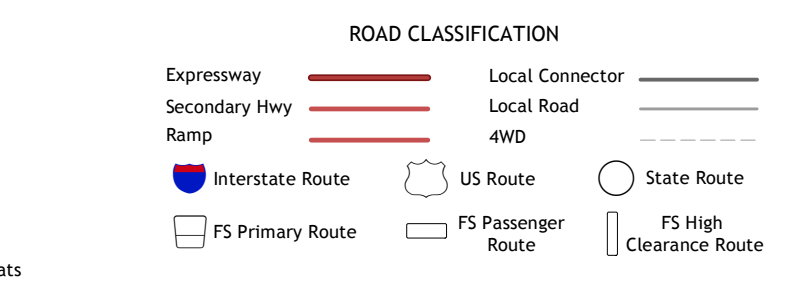 ROAD CLASSIFICATION
Expressway
Local Connector
Secondary Hwy
Local Road
Ramp
4WD
Interstate Route
US Route
State Route
FS Primary Route
FS Passenger
Route
FS High
Clearance Route
ats